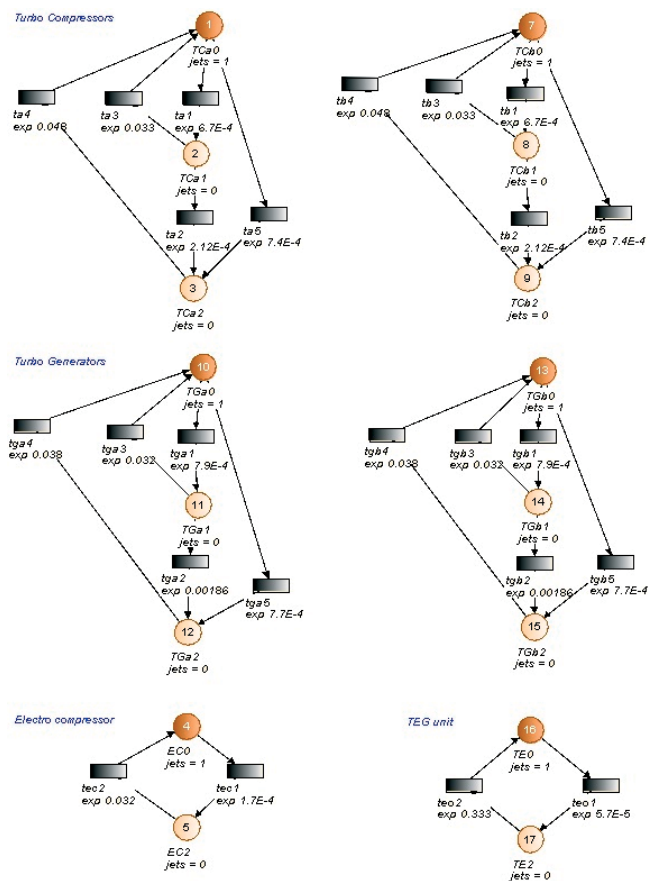 Turbo Compressors
1
TCa0
jets = 1
ta4
exp 0.048
ta3
exp 0.033
ta1
exp 6.7E-4
2
TCa1
jets = 0
ta2
exp 2.12E-4
ta5
exp 7.4E-4
3
TCa2
jets = 0
7
TCb0
jets = 1
tb4
exp 0.048
tb3
exp 0.033
tb1
exp 6.7E-4
8
TCb1
jets = 0
tb2
exp 2.12E-4
tb5
exp 7.4E-4
9
TCb2
jets = 0
Turbo Generators
10
TGa0
jets = 1
tga4
exp 0.038
tga3
exp 0.032
tga1
exp 7.9E-4
11
TGa1
jets = 0
tga2
exp 0.00186
tga5
exp 7.7E-4
12
TGa2
jets = 0
13
TGb0
jets = 1
tgb4
exp 0.038
tgb3
exp 0.032
tgb1
exp 7.9E-4
14
TGb1
jets = 0
tgb2
exp 0.00186
tgb5
exp 7.7E-4
15
TGb2
jets = 0
Electro compressor
4
EC0
jets = 1
tec2
exp 0.032
tec1
exp 1.7E-4
5
EC2
jets = 0
TEG unit
16
TE0
jets = 1
teo2
exp 0.333
teo1
exp 5.7E-5
17
TE2
jets = 0